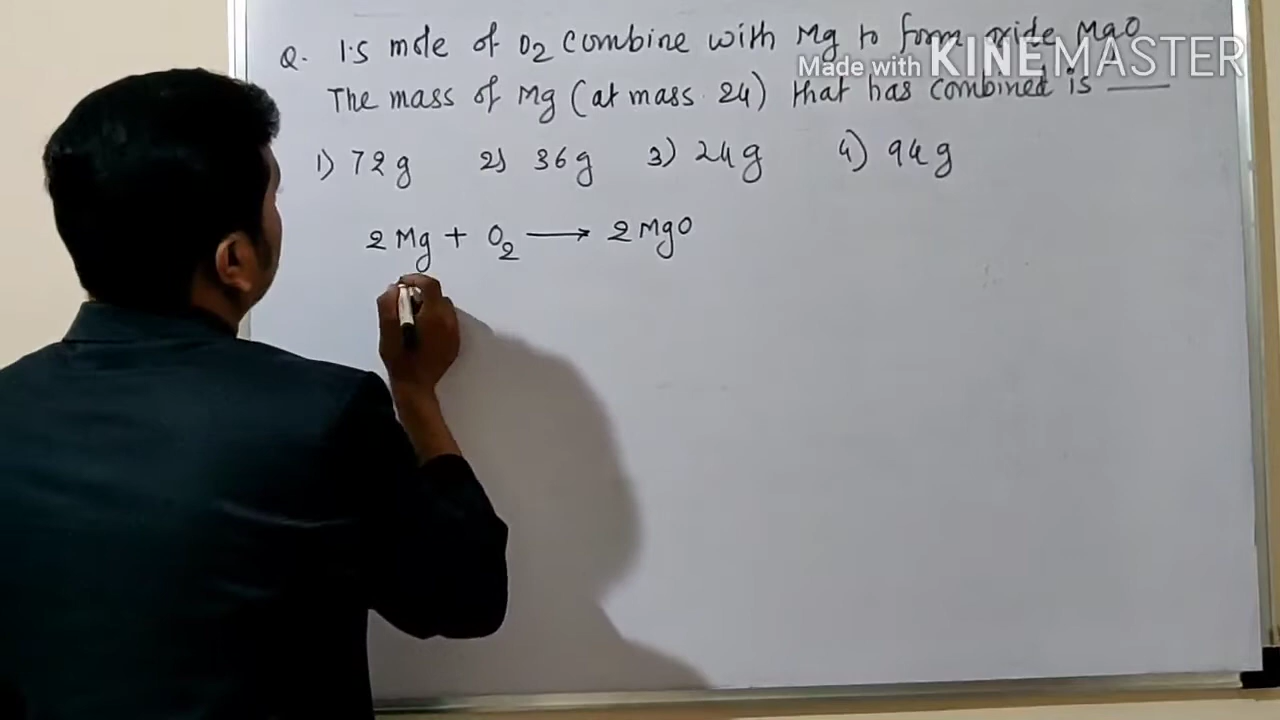 Q. 1.5 mole of O2 combine with Mg to form oxide MgO
Made with KINEMASTER
The mass of Mg (at mass 24) that has combined is ___
1) 72g 2) 36g 3) 24g 4) 94g
2Mg + O2 → 2MgO